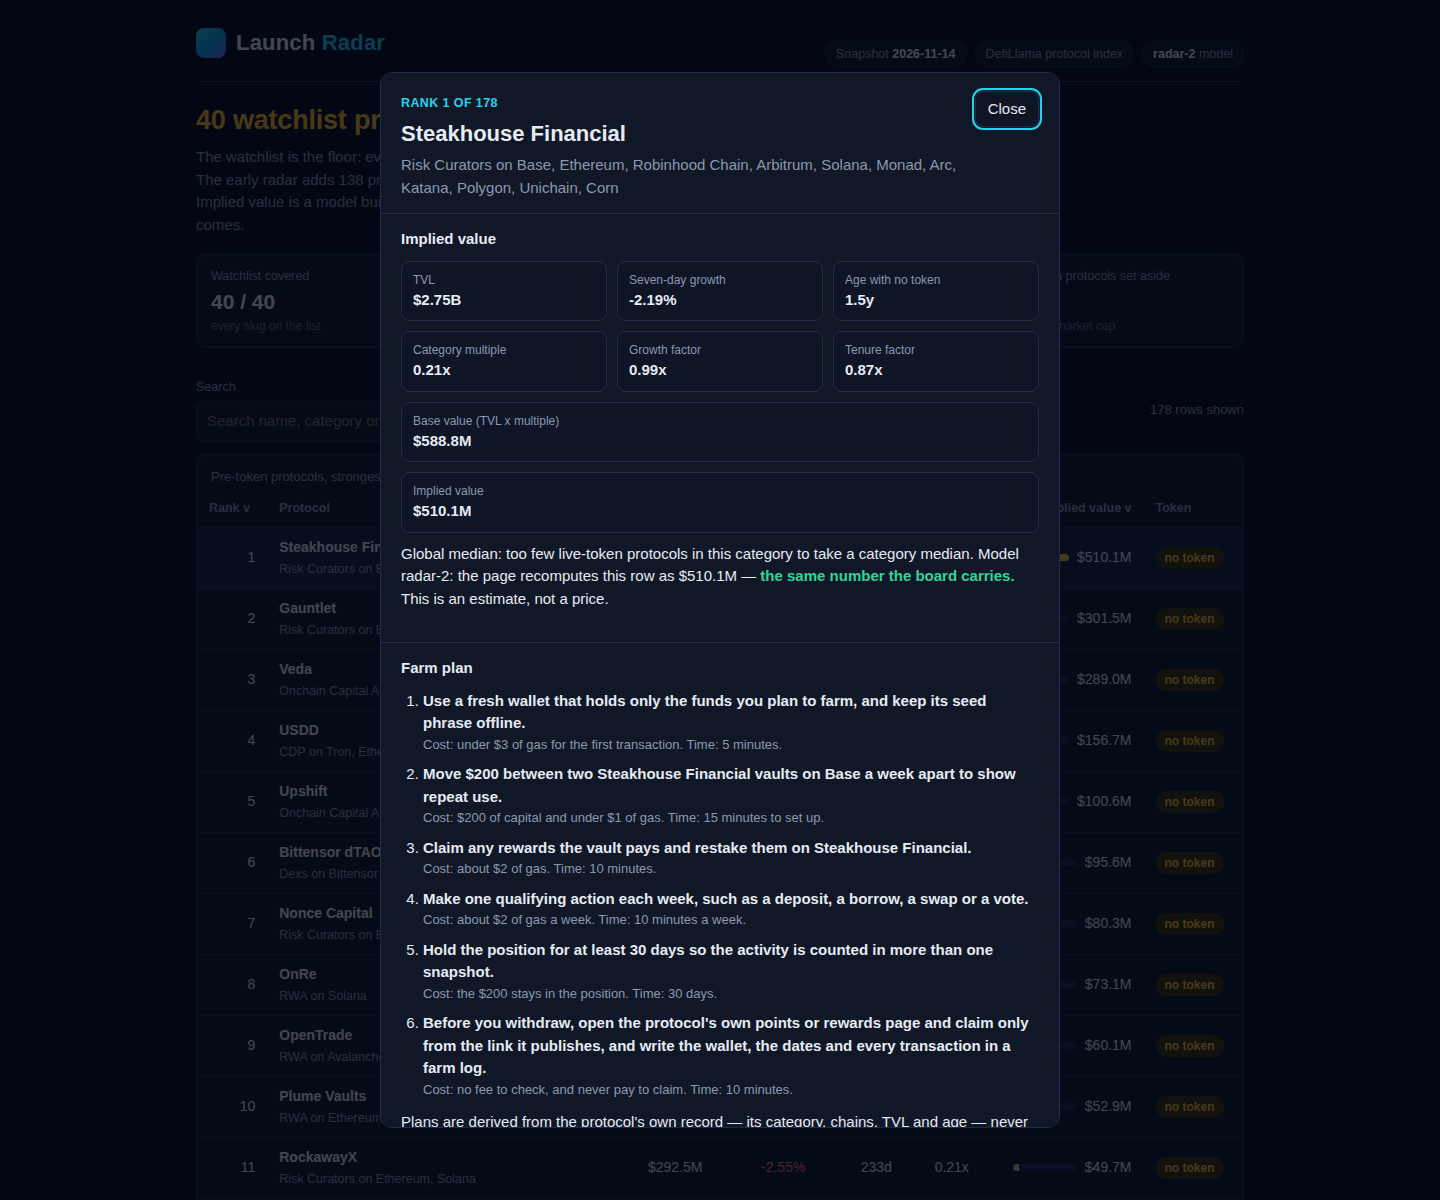 Launch Radar
Snapshot 2026-11-14
DefiLlama protocol index
radar-2 model
40 watchlist
The watchlist is the floor:
The early radar adds 138
Implied value is a model
comes.
Watchlist covered
40 / 40
every slug on the list
protocols set aside
market cap
Search
Search name, category or
178 rows shown
Pre-token protocols,
Rank v
Protocol
value v
Token
1
Steakhouse
Risk Curators on
$510.1M
no token
2
Gauntlet
Risk Curators on
$301.5M
no token
3
Veda
Onchain Capital
$289.0M
no token
4
USDD
CDP on Tron,
$156.7M
no token
5
Upshift
Onchain Capital
$100.6M
no token
6
Bittensor dTAO
Dexs on Bittensor
$95.6M
no token
7
Nonce Capital
Risk Curators on
$80.3M
no token
8
OnRe
RWA on Solana
$73.1M
no token
9
OpenTrade
RWA on Avalanche
$60.1M
no token
10
Plume Vaults
RWA on Ethereum
$52.9M
no token
11
RockawayX
Risk Curators on Ethereum, Solana
$292.5M
-2.55%
233d
0.21x
$49.7M
no token
RANK 1 OF 178
Close
Steakhouse Financial
Risk Curators on Base, Ethereum, Robinhood Chain, Arbitrum, Solana, Monad, Arc,
Katana, Polygon, Unichain, Corn
Implied value
TVL
$2.75B
Seven-day growth
-2.19%
Age with no token
1.5y
Category multiple
0.21x
Growth factor
0.99x
Tenure factor
0.87x
Base value (TVL x multiple)
$588.8M
Implied value
$510.1M
Global median: too few live-token protocols in this category to take a category median. Model
radar-2: the page recomputes this row as $510.1M — the same number the board carries.
This is an estimate, not a price.
Farm plan
1. Use a fresh wallet that holds only the funds you plan to farm, and keep its seed
phrase offline.
Cost: under $3 of gas for the first transaction. Time: 5 minutes.
2. Move $200 between two Steakhouse Financial vaults on Base a week apart to show
repeat use.
Cost: $200 of capital and under $1 of gas. Time: 15 minutes to set up.
3. Claim any rewards the vault pays and restake them on Steakhouse Financial.
Cost: about $2 of gas. Time: 10 minutes.
4. Make one qualifying action each week, such as a deposit, a borrow, a swap or a vote.
Cost: about $2 of gas a week. Time: 10 minutes a week.
5. Hold the position for at least 30 days so the activity is counted in more than one
snapshot.
Cost: the $200 stays in the position. Time: 30 days.
6. Before you withdraw, open the protocol's own points or rewards page and claim only
from the link it publishes, and write the wallet, the dates and every transaction in a
farm log.
Cost: no fee to check, and never pay to claim. Time: 10 minutes.
Plans are derived from the protocol's own record — its category, chains, TVL and age — never